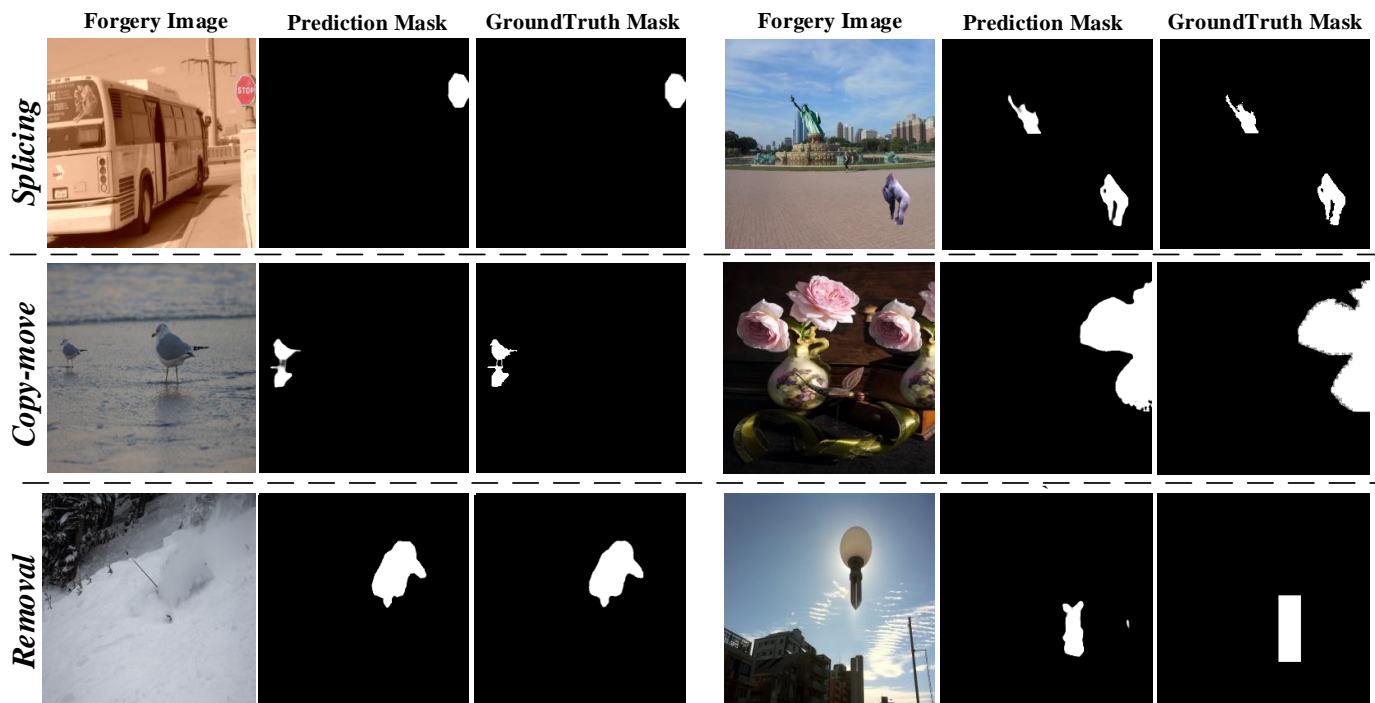 Forgery Image Prediction Mask GroundTruth Mask Forgery Image Prediction Mask GroundTruth Mask
Splicing
STOP
Copy-move
Removal